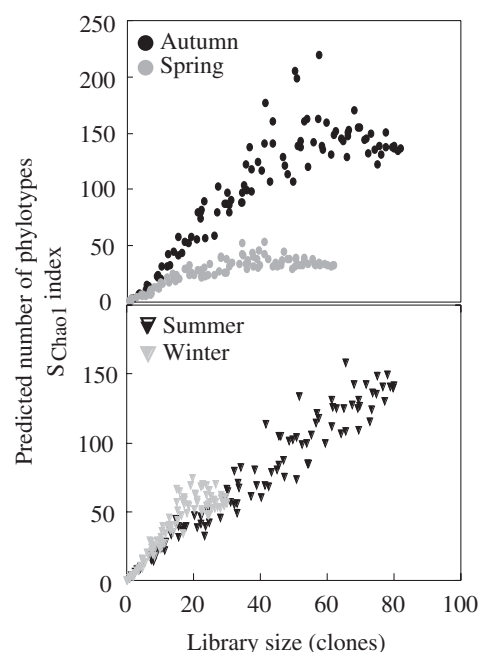 250
200
150
100
50
0
Autumn
Spring
Predicted number of phylotypes
SChao1 index
Summer
Winter
150
100
50
0
0 20 40 60 80 100
Library size (clones)